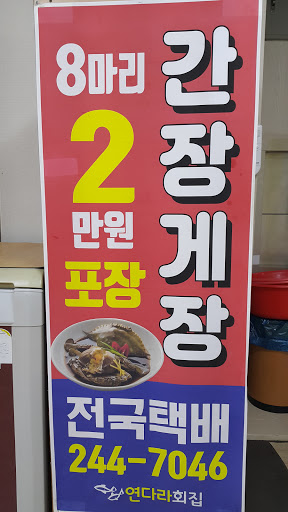 간장게장
8마리
2
만원
포장
전국택배
244-7046
연다라회집